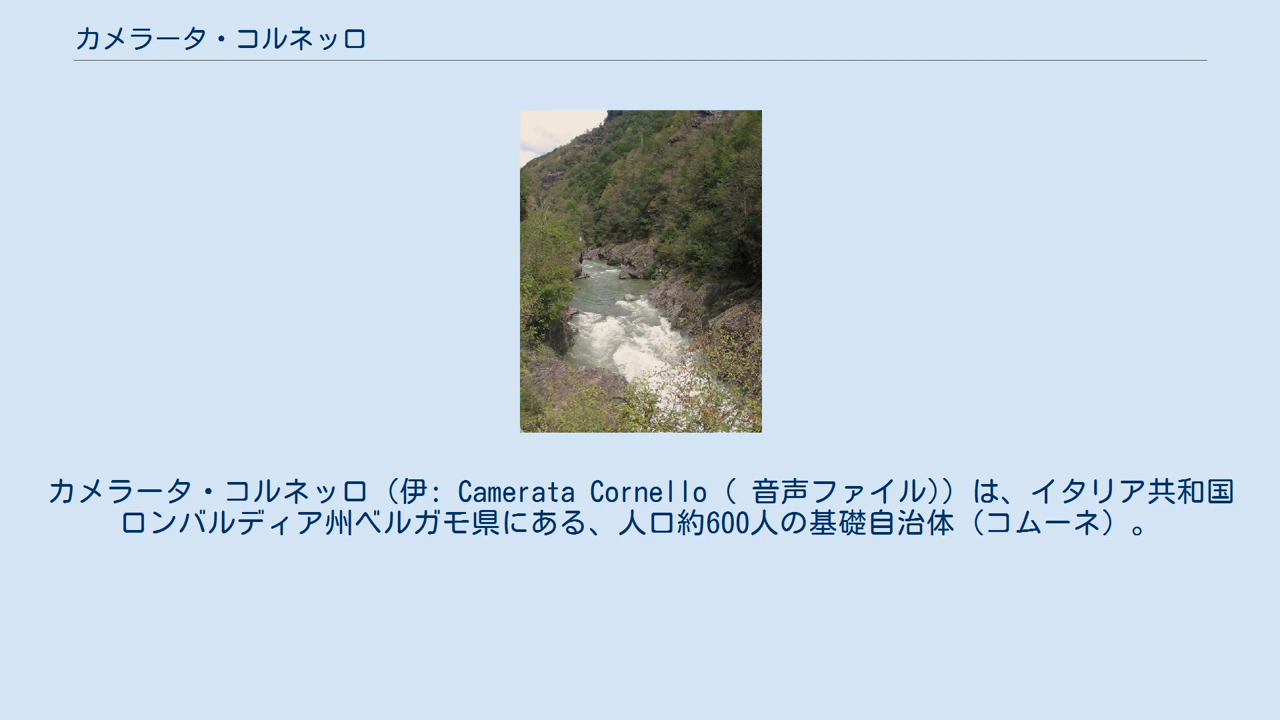 カメラータ・コルネッロ
カメラータ・コルネッロ（伊: Camerata Cornello ( 音声ファイル)）は、イタリア共和国
ロンバルディア州ベルガモ県にある、人口約600人の基礎自治体（コムーネ）。